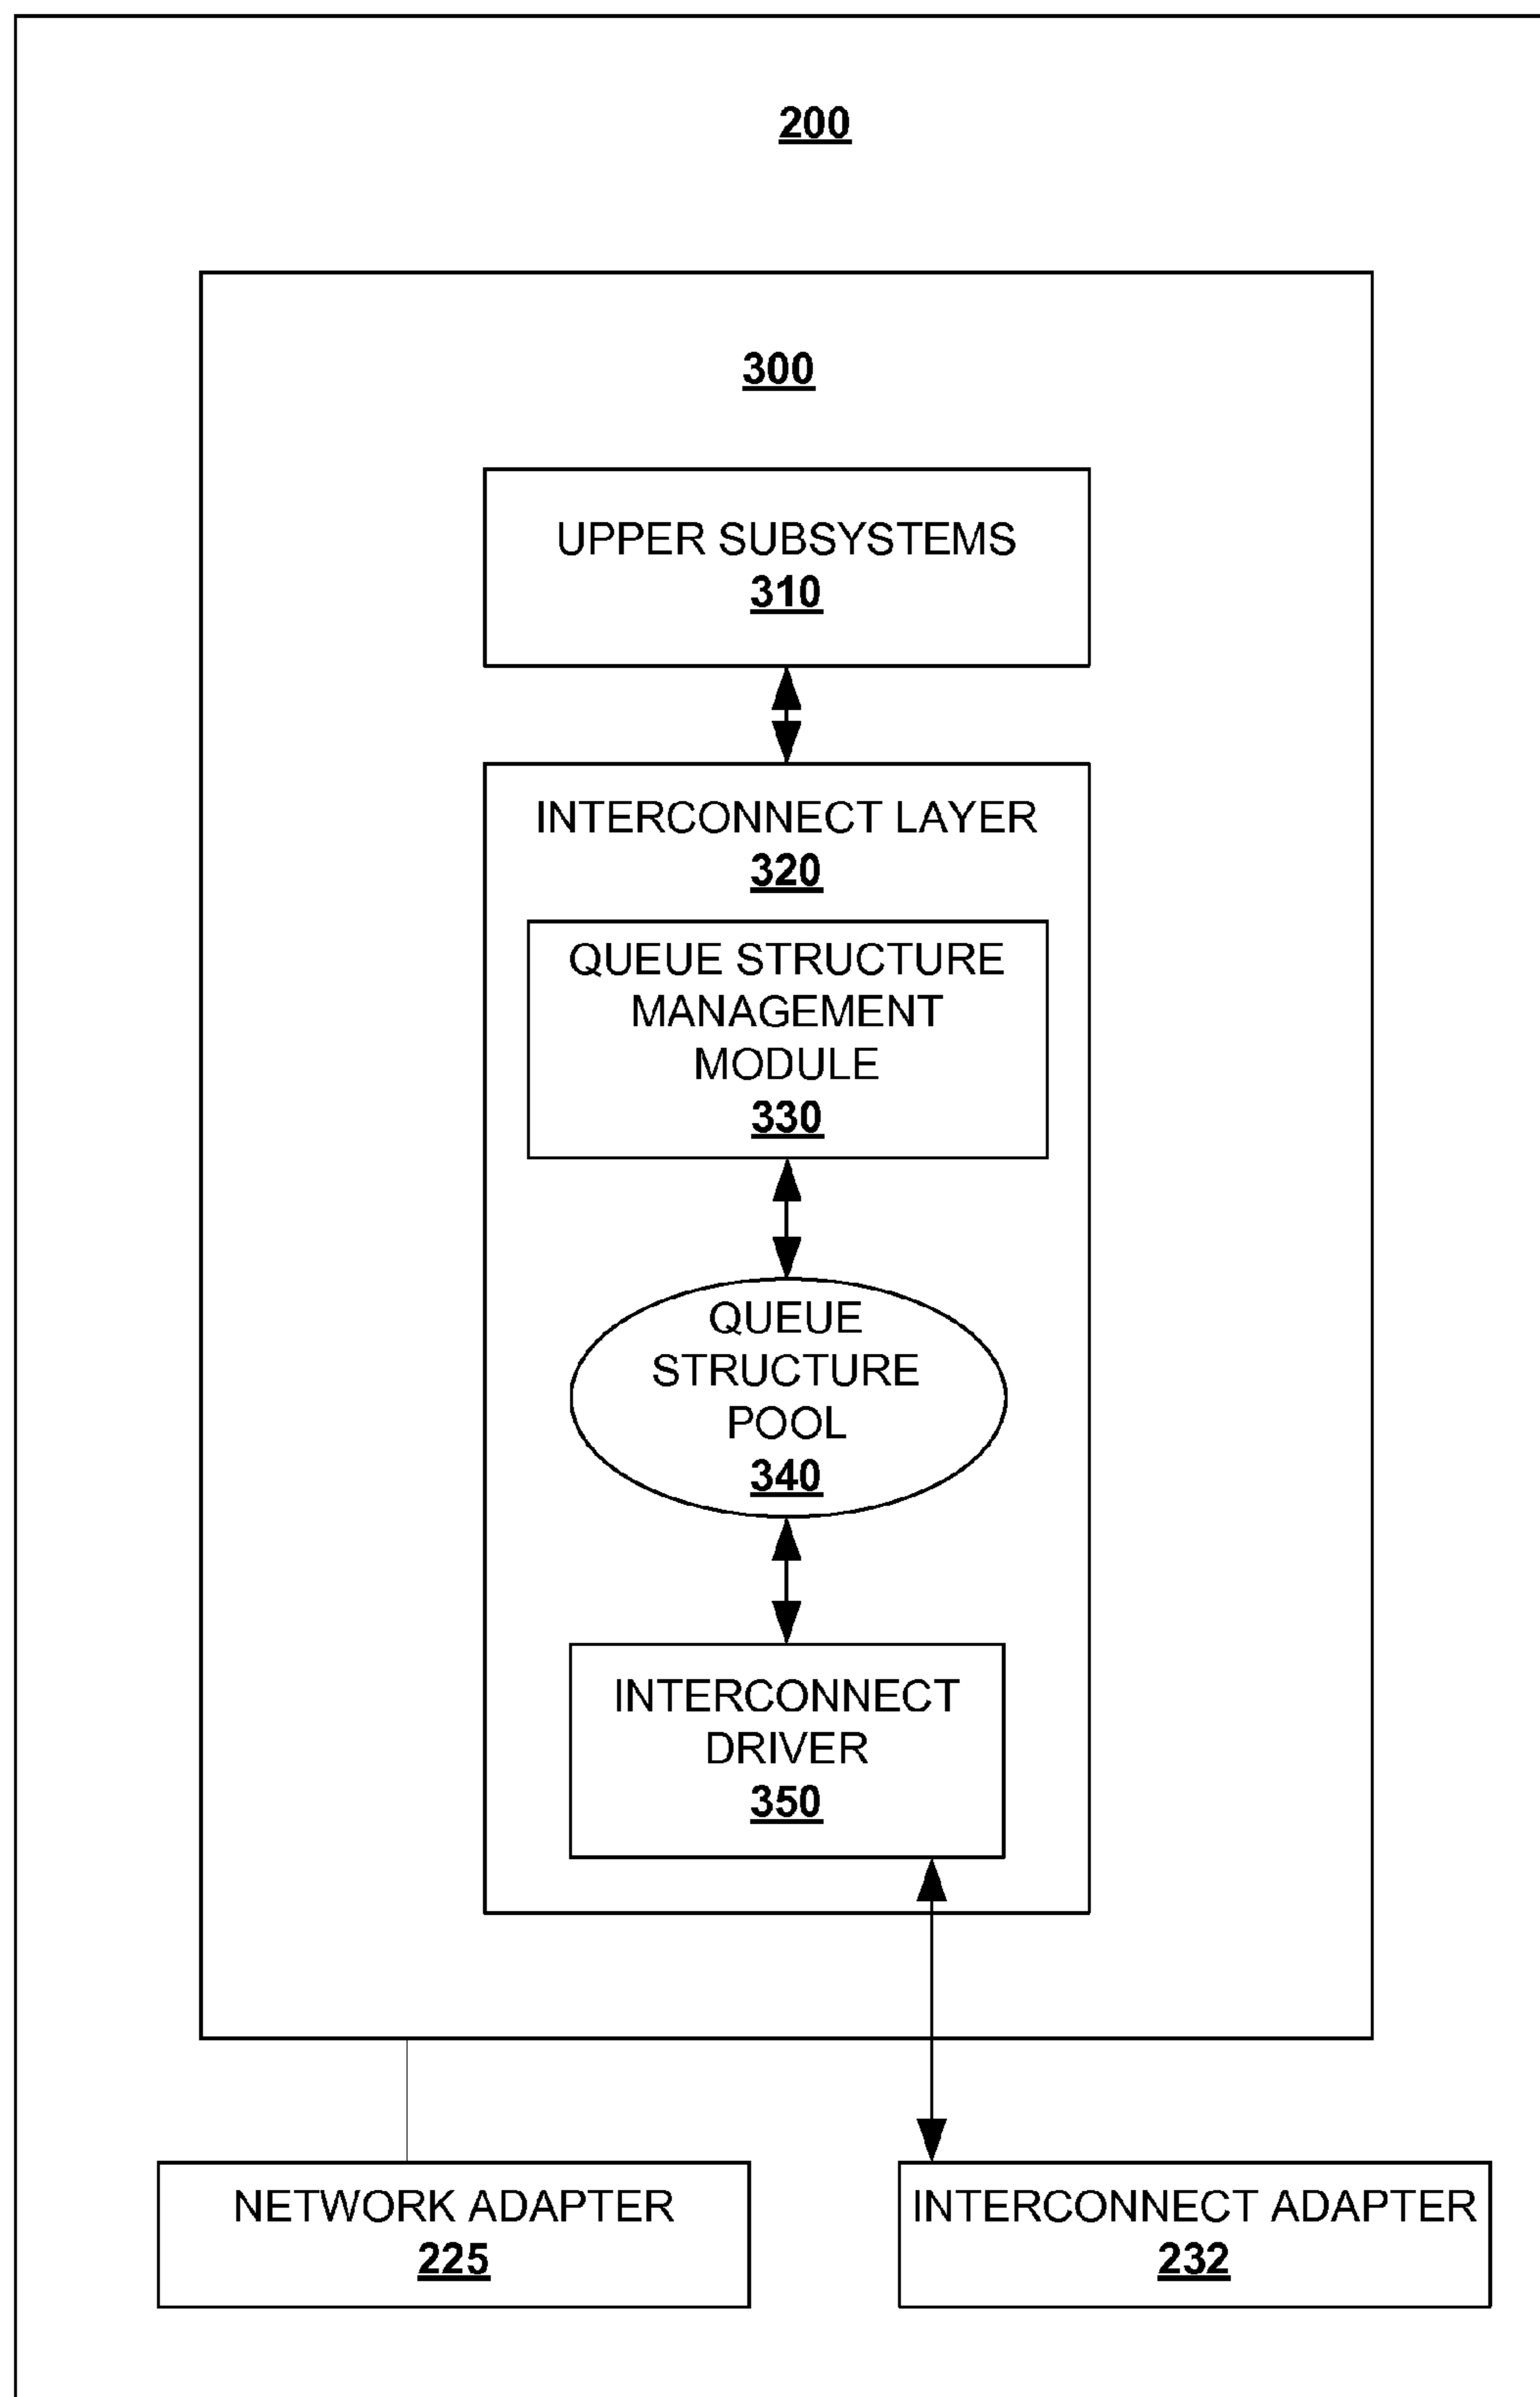 200
300
UPPER SUBSYSTEMS
310
INTERCONNECT LAYER
320
QUEUE STRUCTURE
MANAGEMENT
MODULE
330
QUEUE
STRUCTURE
POOL
340
INTERCONNECT
DRIVER
350
NETWORK ADAPTER
225
INTERCONNECT ADAPTER
232